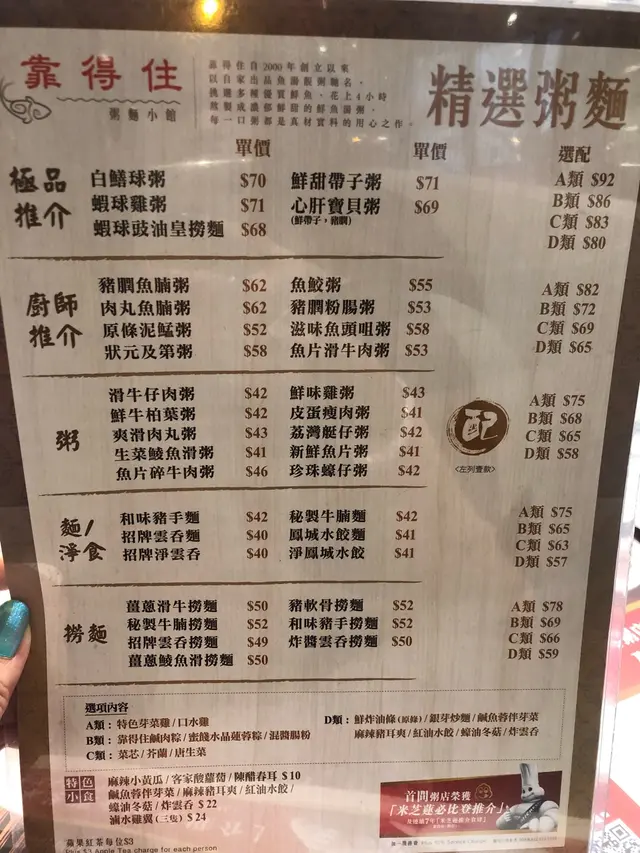 靠得住
粥麵小館
靠得住自2000年創立以來
以自家出品魚湯靚粥馳名。
挑選多種優質鮮魚，花上4小時
熬製成濃郁鮮甜的鮮魚湯粥。
每一口粥都是真材實料的用心之作。
精選粥麵
單價 單價 選配
極品推介
白鱔球粥 $70 鮮甜帶子粥 $71 A類 $92
蝦球雞粥 $71 心肝寶貝粥 $69 B類 $86
(鮮帶子，豬膶)
蝦球豉油皇撈麵 $68 C類 $83
D類 $80
廚師推介
豬膶魚腩粥 $62 魚鮫粥 $55 A類 $82
肉丸魚腩粥 $62 豬膶粉腸粥 $53 B類 $72
原條泥鯭粥 $52 滋味魚頭咀粥 $58 C類 $69
狀元及第粥 $58 魚片滑牛肉粥 $53 D類 $65
粥
滑牛仔肉粥 $42 鮮味雞粥 $43 A類 $75
鮮牛柏葉粥 $42 皮蛋瘦肉粥 $41 B類 $68
爽滑肉丸粥 $43 荔灣艇仔粥 $42 C類 $65
生菜鯪魚滑粥 $41 新鮮魚片粥 $41 D類 $58
魚片碎牛肉粥 $46 珍珠蠔仔粥 $42
配
<左列壹款>
麵/淨食
和味豬手麵 $42 秘製牛腩麵 $42 A類 $75
招牌雲吞麵 $40 鳳城水餃麵 $41 B類 $65
招牌淨雲吞 $40 淨鳳城水餃 $41 C類 $63
D類 $57
撈麵
薑蔥滑牛撈麵 $50 豬軟骨撈麵 $52 A類 $78
秘製牛腩撈麵 $52 和味豬手撈麵 $52 B類 $69
招牌雲吞撈麵 $49 炸醬雲吞撈麵 $50 C類 $66
薑蔥鯪魚滑撈麵 $50 D類 $59
選項內容
A類：特色芽菜雞/口水雞
B類：靠得住鹹肉粽/蜜餞水晶蓮蓉粽/混醬腸粉
C類：菜芯/芥蘭/唐生菜
D類：鮮炸油條(原條)/銀芽炒麵/鹹魚蓉伴芽菜
麻辣豬耳爽/紅油水餃/蠔油冬菇/炸雲吞
特色小食
麻辣小黃瓜/客家酸蘿蔔/陳醋春耳 $10
鹹魚蓉伴芽菜/麻辣豬耳爽/紅油水餃/
蠔油冬菇/炸雲吞 $22
滷水雞翼(三隻) $24
首間粥店榮獲
「米芝蓮必比登推介」
蘋果紅茶每位$3
Plus $3 Apple Tea charge for each person